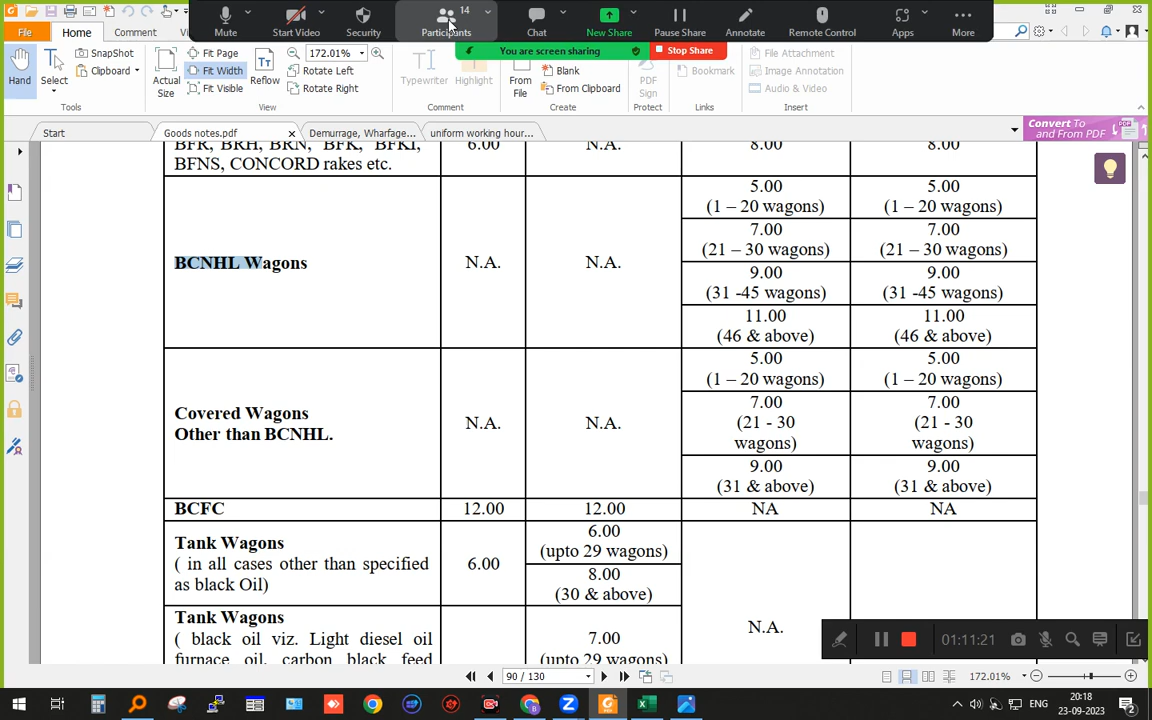 14
Mute
Start Video
Security
Participants
Chat
New Share
Pause Share
Annotate
Remote Control
Apps
More
You are screen sharing
Stop Share
File
Home
Comment
Hand
Select
SnapShot
Clipboard
Tools
Actual Size
Fit Page
Fit Width
Fit Visible
Reflow
172.01%
Rotate Left
Rotate Right
View
Typewriter
Highlight
Comment
From File
Blank
From Clipboard
Create
PDF Sign
Protect
Bookmark
Links
File Attachment
Image Annotation
Audio & Video
Insert
Start
Goods notes.pdf
Demurrage, Wharfage...
uniform working hour...
Convert To and From PDF
BFR, BRH, BRN, BFK, BFKI,
BFNS, CONCORD rakes etc.
6.00
N.A.
8.00
8.00
BCNHL Wagons
N.A.
N.A.
5.00
(1 – 20 wagons)
5.00
(1 – 20 wagons)
7.00
(21 – 30 wagons)
7.00
(21 – 30 wagons)
9.00
(31 -45 wagons)
9.00
(31 -45 wagons)
11.00
(46 & above)
11.00
(46 & above)
Covered Wagons
Other than BCNHL.
N.A.
N.A.
5.00
(1 – 20 wagons)
5.00
(1 – 20 wagons)
7.00
(21 - 30
wagons)
7.00
(21 - 30
wagons)
9.00
(31 & above)
9.00
(31 & above)
BCFC
12.00
12.00
NA
NA
Tank Wagons
( in all cases other than specified
as black Oil)
6.00
6.00
(upto 29 wagons)
8.00
(30 & above)
Tank Wagons
( black oil viz. Light diesel oil
furnace oil, carbon black feed
7.00
(upto 29 wagons)
N.A.
01:11:21
90 / 130
172.01%
ENG
20:18
23-09-2023
2